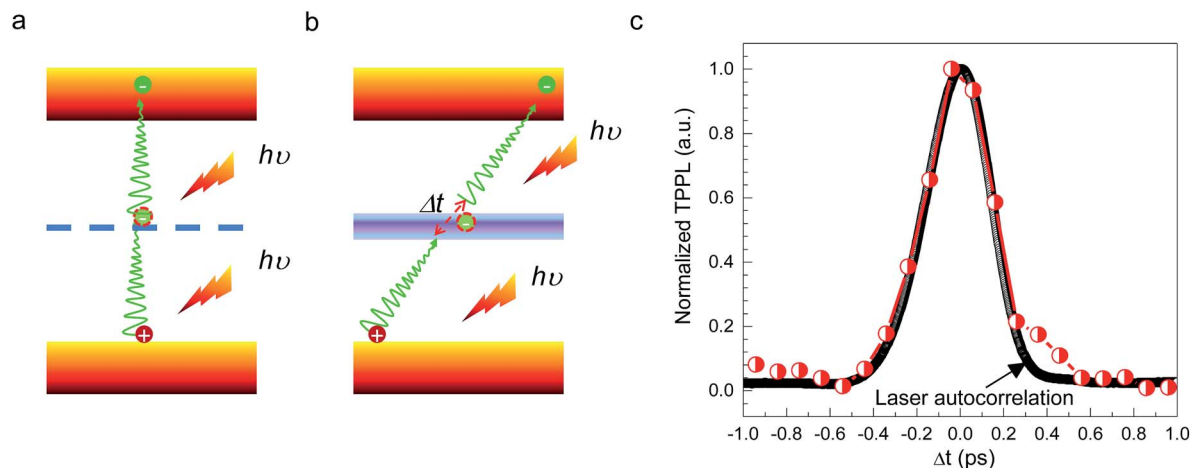 a
hυ
hυ
b
hυ
Δt
hυ
c
Normalized TPPL (a.u.)
1.0
0.8
0.6
0.4
0.2
0.0
Laser autocorrelation
-1.0 -0.8 -0.6 -0.4 -0.2 0.0 0.2 0.4 0.6 0.8 1.0
Δt (ps)